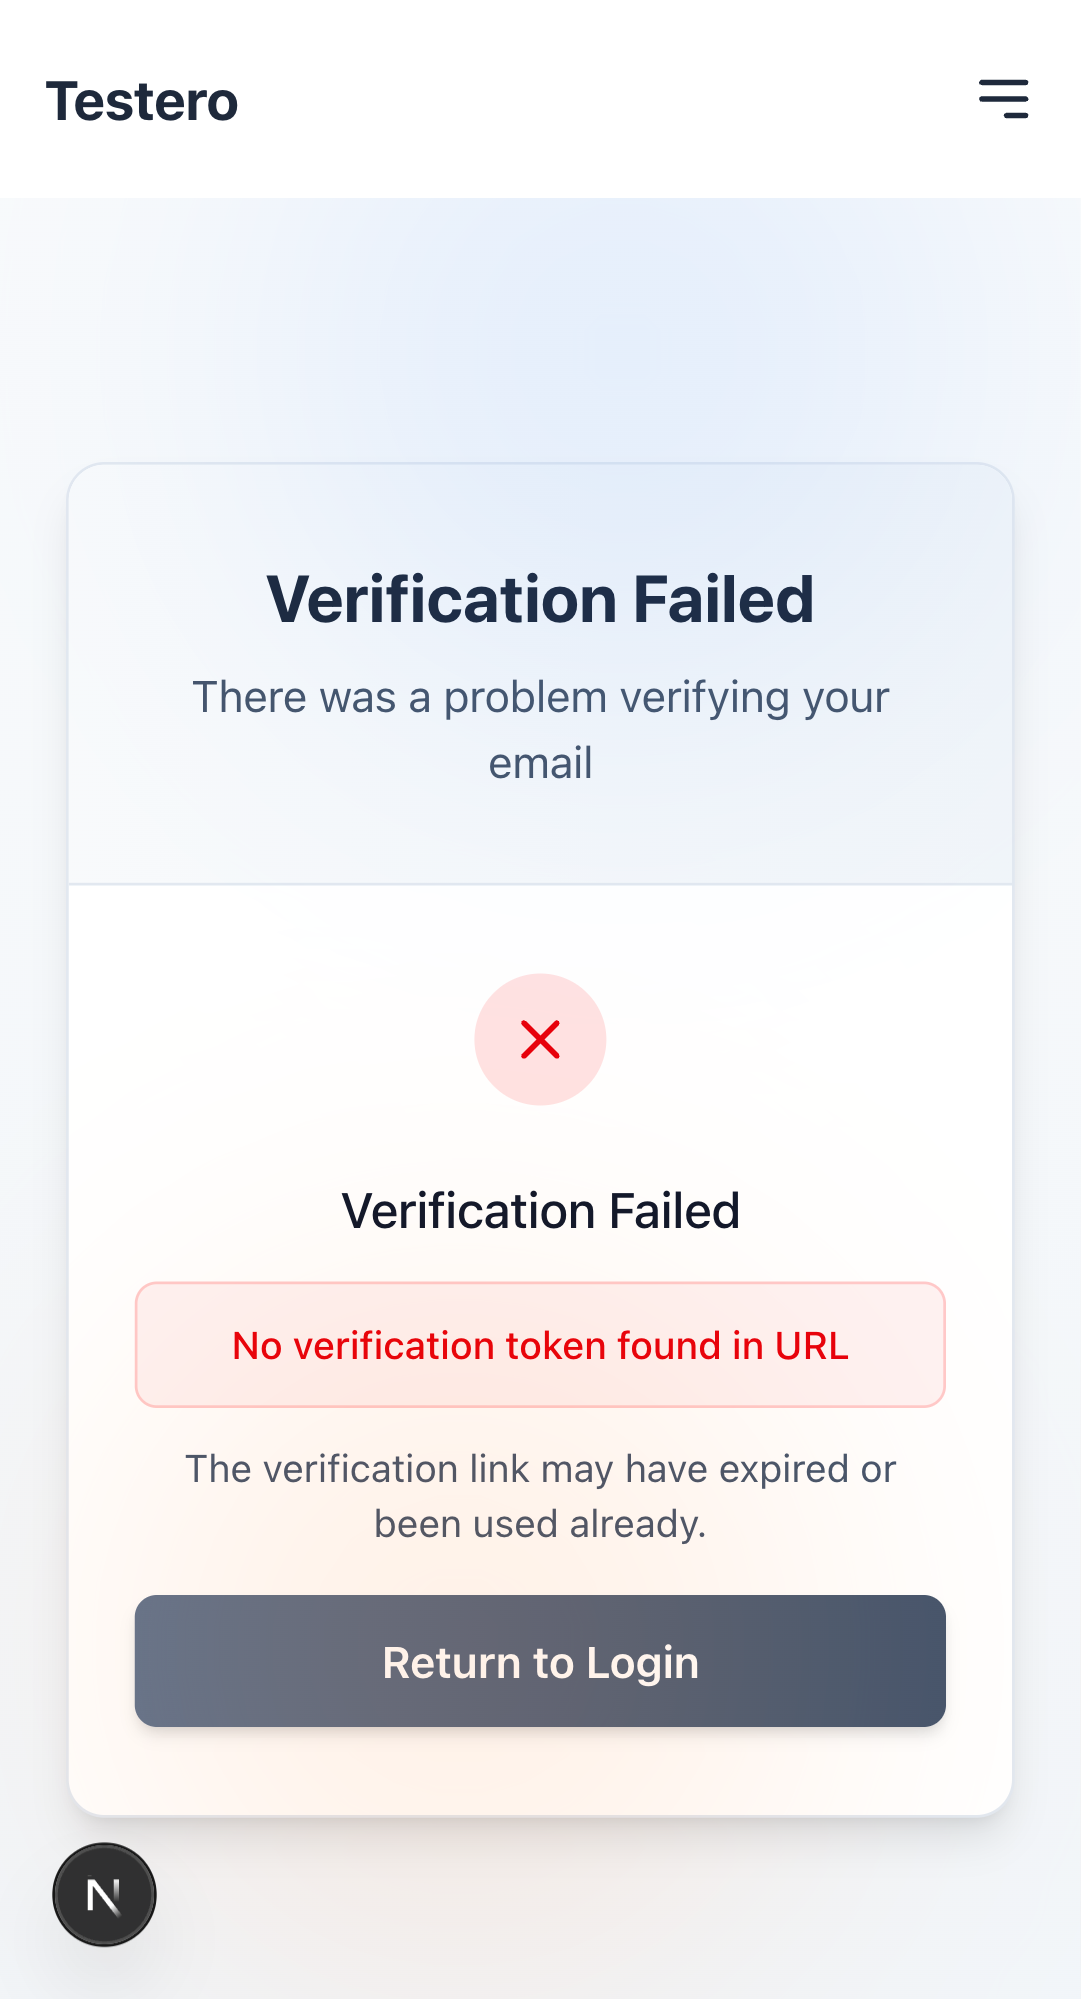 Testero
Verification Failed
There was a problem verifying your
email
Verification Failed
No verification token found in URL
The verification link may have expired or
been used already.
Return to Login
N